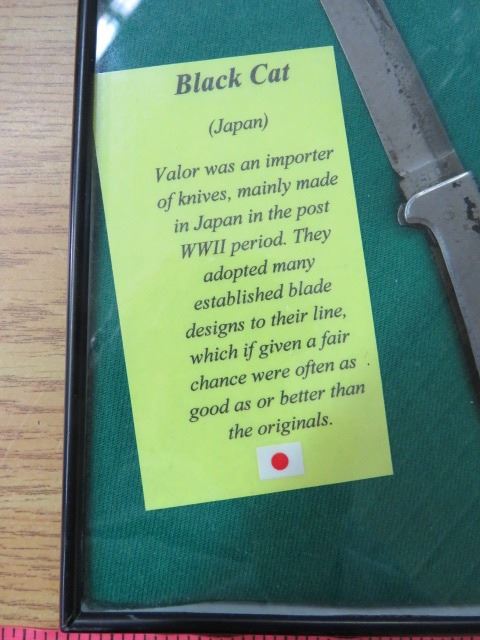 Black Cat
(Japan)
Valor was an importer
of knives, mainly made
in Japan in the post
WWII period. They
adopted many
established blade
designs to their line,
which if given a fair
chance were often as
good as or better than
the originals.